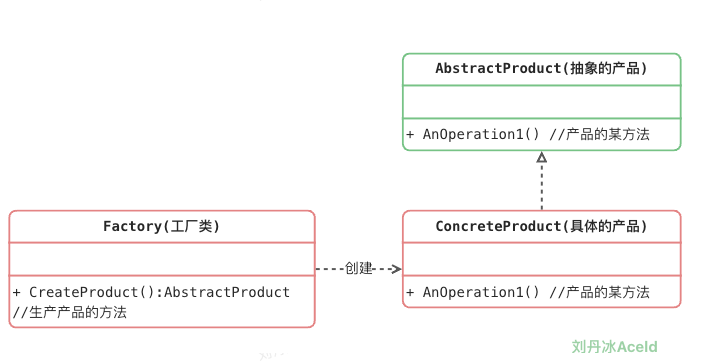 AbstractProduct(抽象的产品)
+ AnOperation1() //产品的某方法
Factory(工厂类)
+ CreateProduct():AbstractProduct
//生产产品的方法
创建
ConcreteProduct(具体的产品)
+ AnOperation1() //产品的某方法
刘丹冰AceId